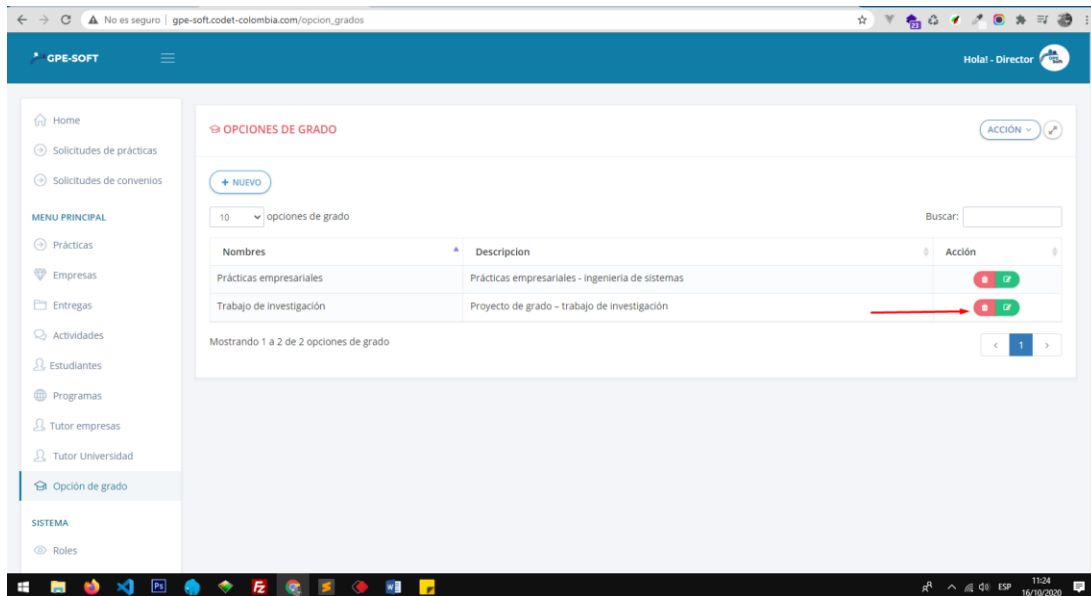 No es seguro | gpe-soft.codet-colombia.com/opcion_grados
23
GPE-SOFT
Hola! - Director
Home
Solicitudes de prácticas
Solicitudes de convenios
MENU PRINCIPAL
Prácticas
Empresas
Entregas
Actividades
Estudiantes
Programas
Tutor empresas
Tutor Universidad
Opción de grado
SISTEMA
Roles
OPCIONES DE GRADO
ACCIÓN
+ NUEVO
10 opciones de grado
Buscar:
Nombres Descripcion Acción
Prácticas empresariales Prácticas empresariales - ingenieria de sistemas
Trabajo de investigación Proyecto de grado – trabajo de investigación
Mostrando 1 a 2 de 2 opciones de grado
< 1 >
Ps
Fz
ESP
11:24
16/10/2020